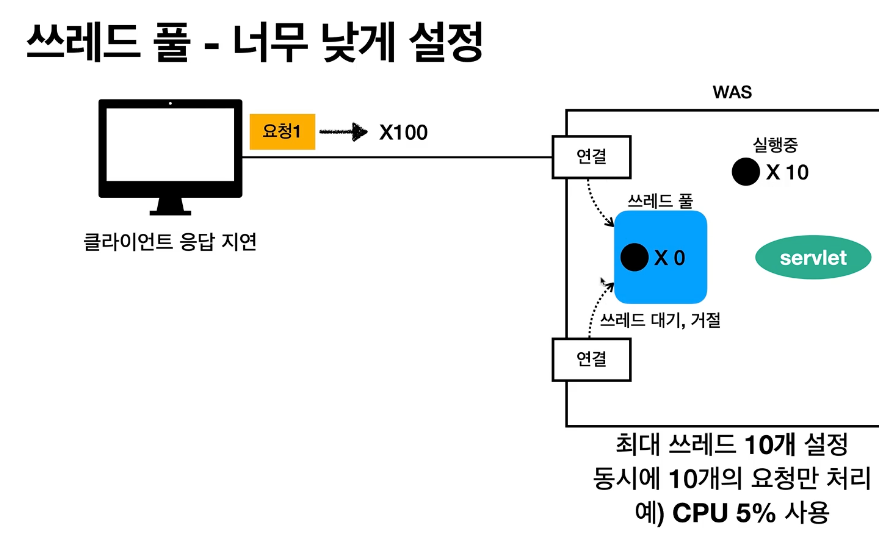 쓰레드 풀 - 너무 낮게 설정
WAS
요청1
X100
연결
실행중
X 10
클라이언트 응답 지연
쓰레드 풀
X 0
servlet
쓰레드 대기, 거절
연결
최대 쓰레드 10개 설정
동시에 10개의 요청만 처리
예) CPU 5% 사용